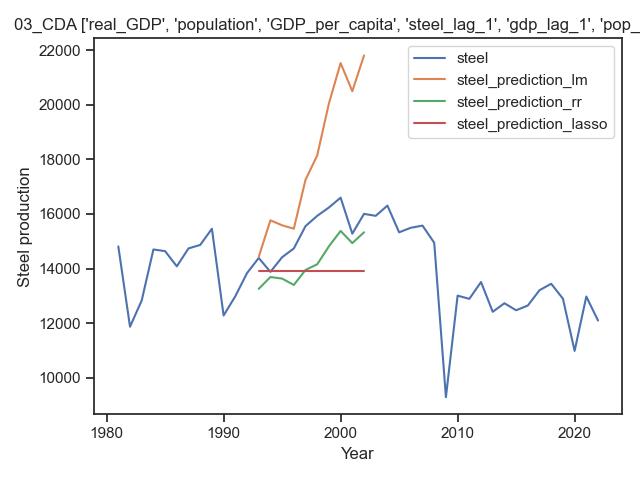 03_CDA ['real_GDP', 'population', 'GDP_per_capita', 'steel_lag_1', 'gdp_lag_1', 'pop_
steel
steel_prediction_lm
steel_prediction_rr
steel_prediction_lasso
Steel production
22000
20000
18000
16000
14000
12000
10000
1980
1990
2000
2010
2020
Year